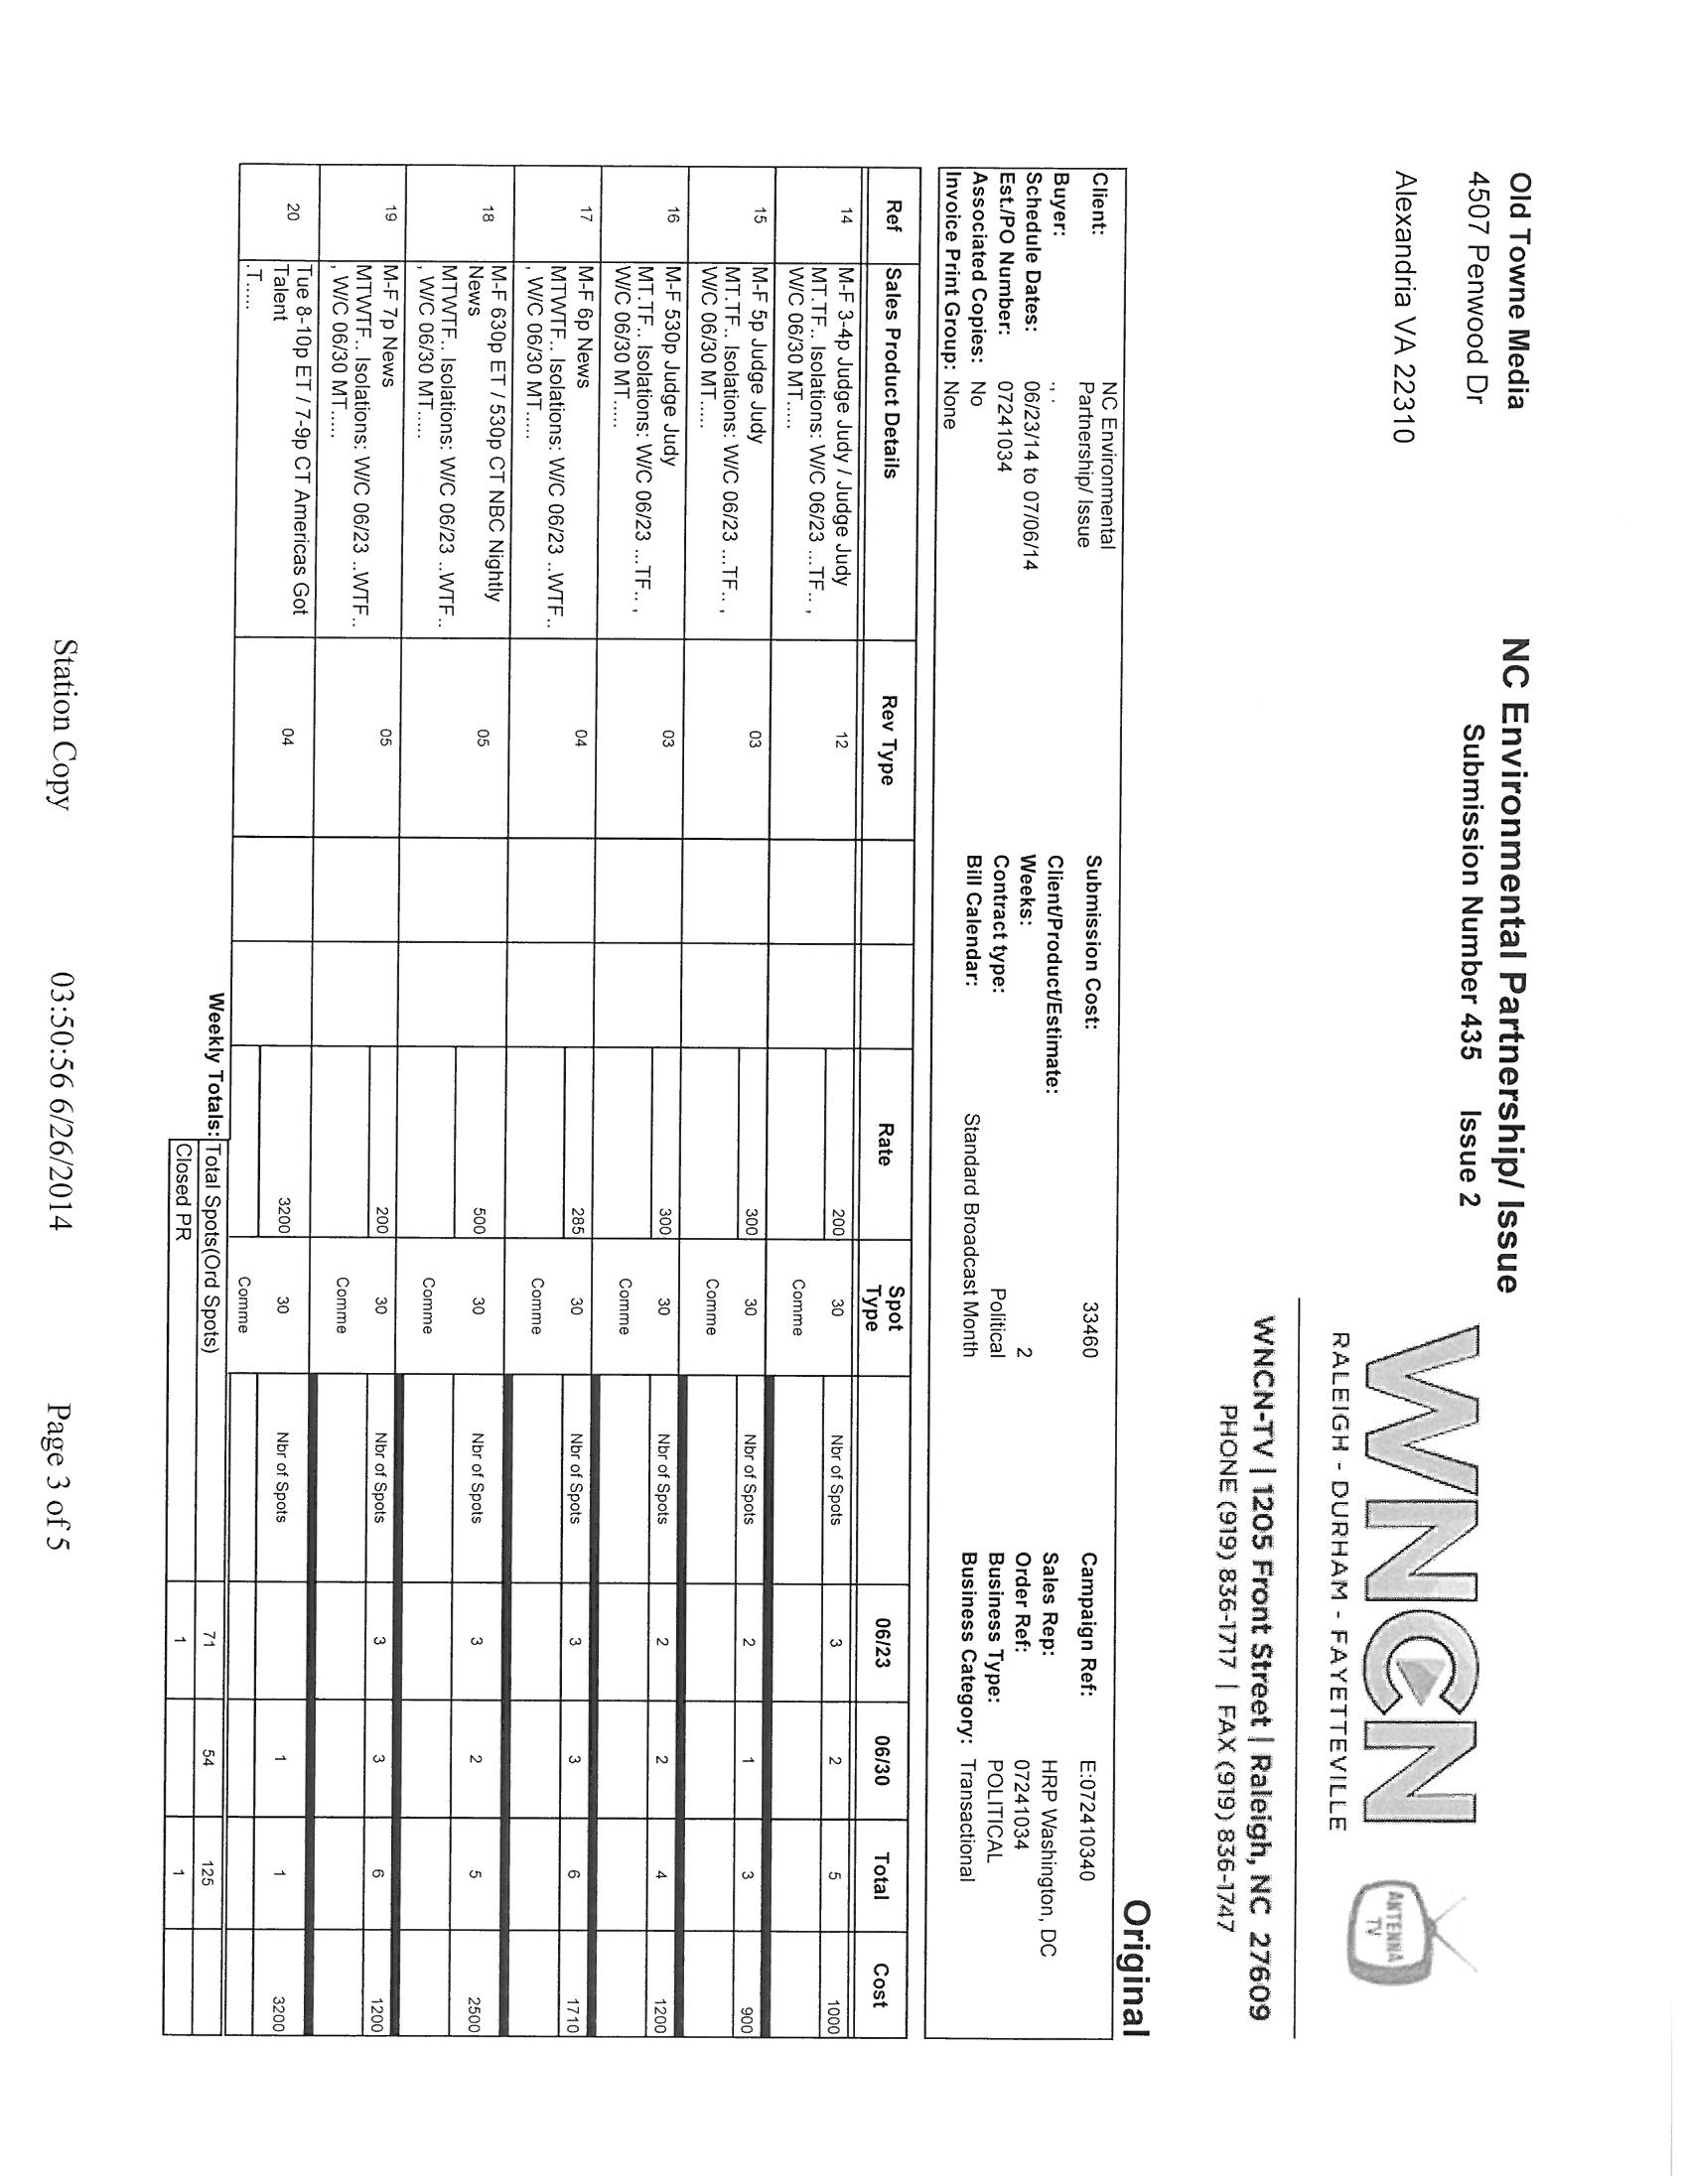 Old Towne Media
4507 Penwood Dr
Alexandria VA 22310
NC Environmental Partnership/ Issue
Submission Number 435 Issue 2
WNCN
RALEIGH - DURHAM - FAYETTEVILLE
ANTENNA
TV
WNCN-TV | 1205 Front Street | Raleigh, NC 27609
PHONE (919) 836-1717 | FAX (919) 836-1747
Original
Client: NC Environmental
Partnership/ Issue
Buyer: , .
Schedule Dates: 06/23/14 to 07/06/14
Est./PO Number: 07241034
Associated Copies: No
Invoice Print Group: None
Submission Cost: 33460
Client/Product/Estimate:
Weeks: 2
Contract type: Political
Bill Calendar: Standard Broadcast Month
Campaign Ref: E:072410340
Sales Rep: HRP Washington, DC
Order Ref: 07241034
Business Type: POLITICAL
Business Category: Transactional
Ref Sales Product Details Rev Type Rate Spot Type 06/23 06/30 Total Cost
14 M-F 3-4p Judge Judy / Judge Judy 12 200 30 Nbr of Spots 3 2 5 1000
MT.TF.. Isolations: W/C 06/23 ...TF.. , Comme
W/C 06/30 MT.....
15 M-F 5p Judge Judy 03 300 30 Nbr of Spots 2 1 3 900
MT.TF.. Isolations: W/C 06/23 ...TF.. , Comme
W/C 06/30 MT.....
16 M-F 530p Judge Judy 03 300 30 Nbr of Spots 2 2 4 1200
MT.TF.. Isolations: W/C 06/23 ...TF.. , Comme
W/C 06/30 MT.....
17 M-F 6p News 04 285 30 Nbr of Spots 3 3 6 1710
MTWTF.. Isolations: W/C 06/23 ..WTF.. Comme
, W/C 06/30 MT.....
18 M-F 630p ET / 530p CT NBC Nightly 05 500 30 Nbr of Spots 3 2 5 2500
News
MTWTF.. Isolations: W/C 06/23 ..WTF.. Comme
, W/C 06/30 MT.....
19 M-F 7p News 05 200 30 Nbr of Spots 3 3 6 1200
MTWTF.. Isolations: W/C 06/23 ..WTF.. Comme
, W/C 06/30 MT.....
20 Tue 8-10p ET / 7-9p CT Americas Got 04 3200 30 Nbr of Spots 1 1 3200
Talent
.T..... Comme
Weekly Totals: Total Spots(Ord Spots) 71 54 125
Closed PR 1 1
Station Copy 03:50:56 6/26/2014 Page 3 of 5